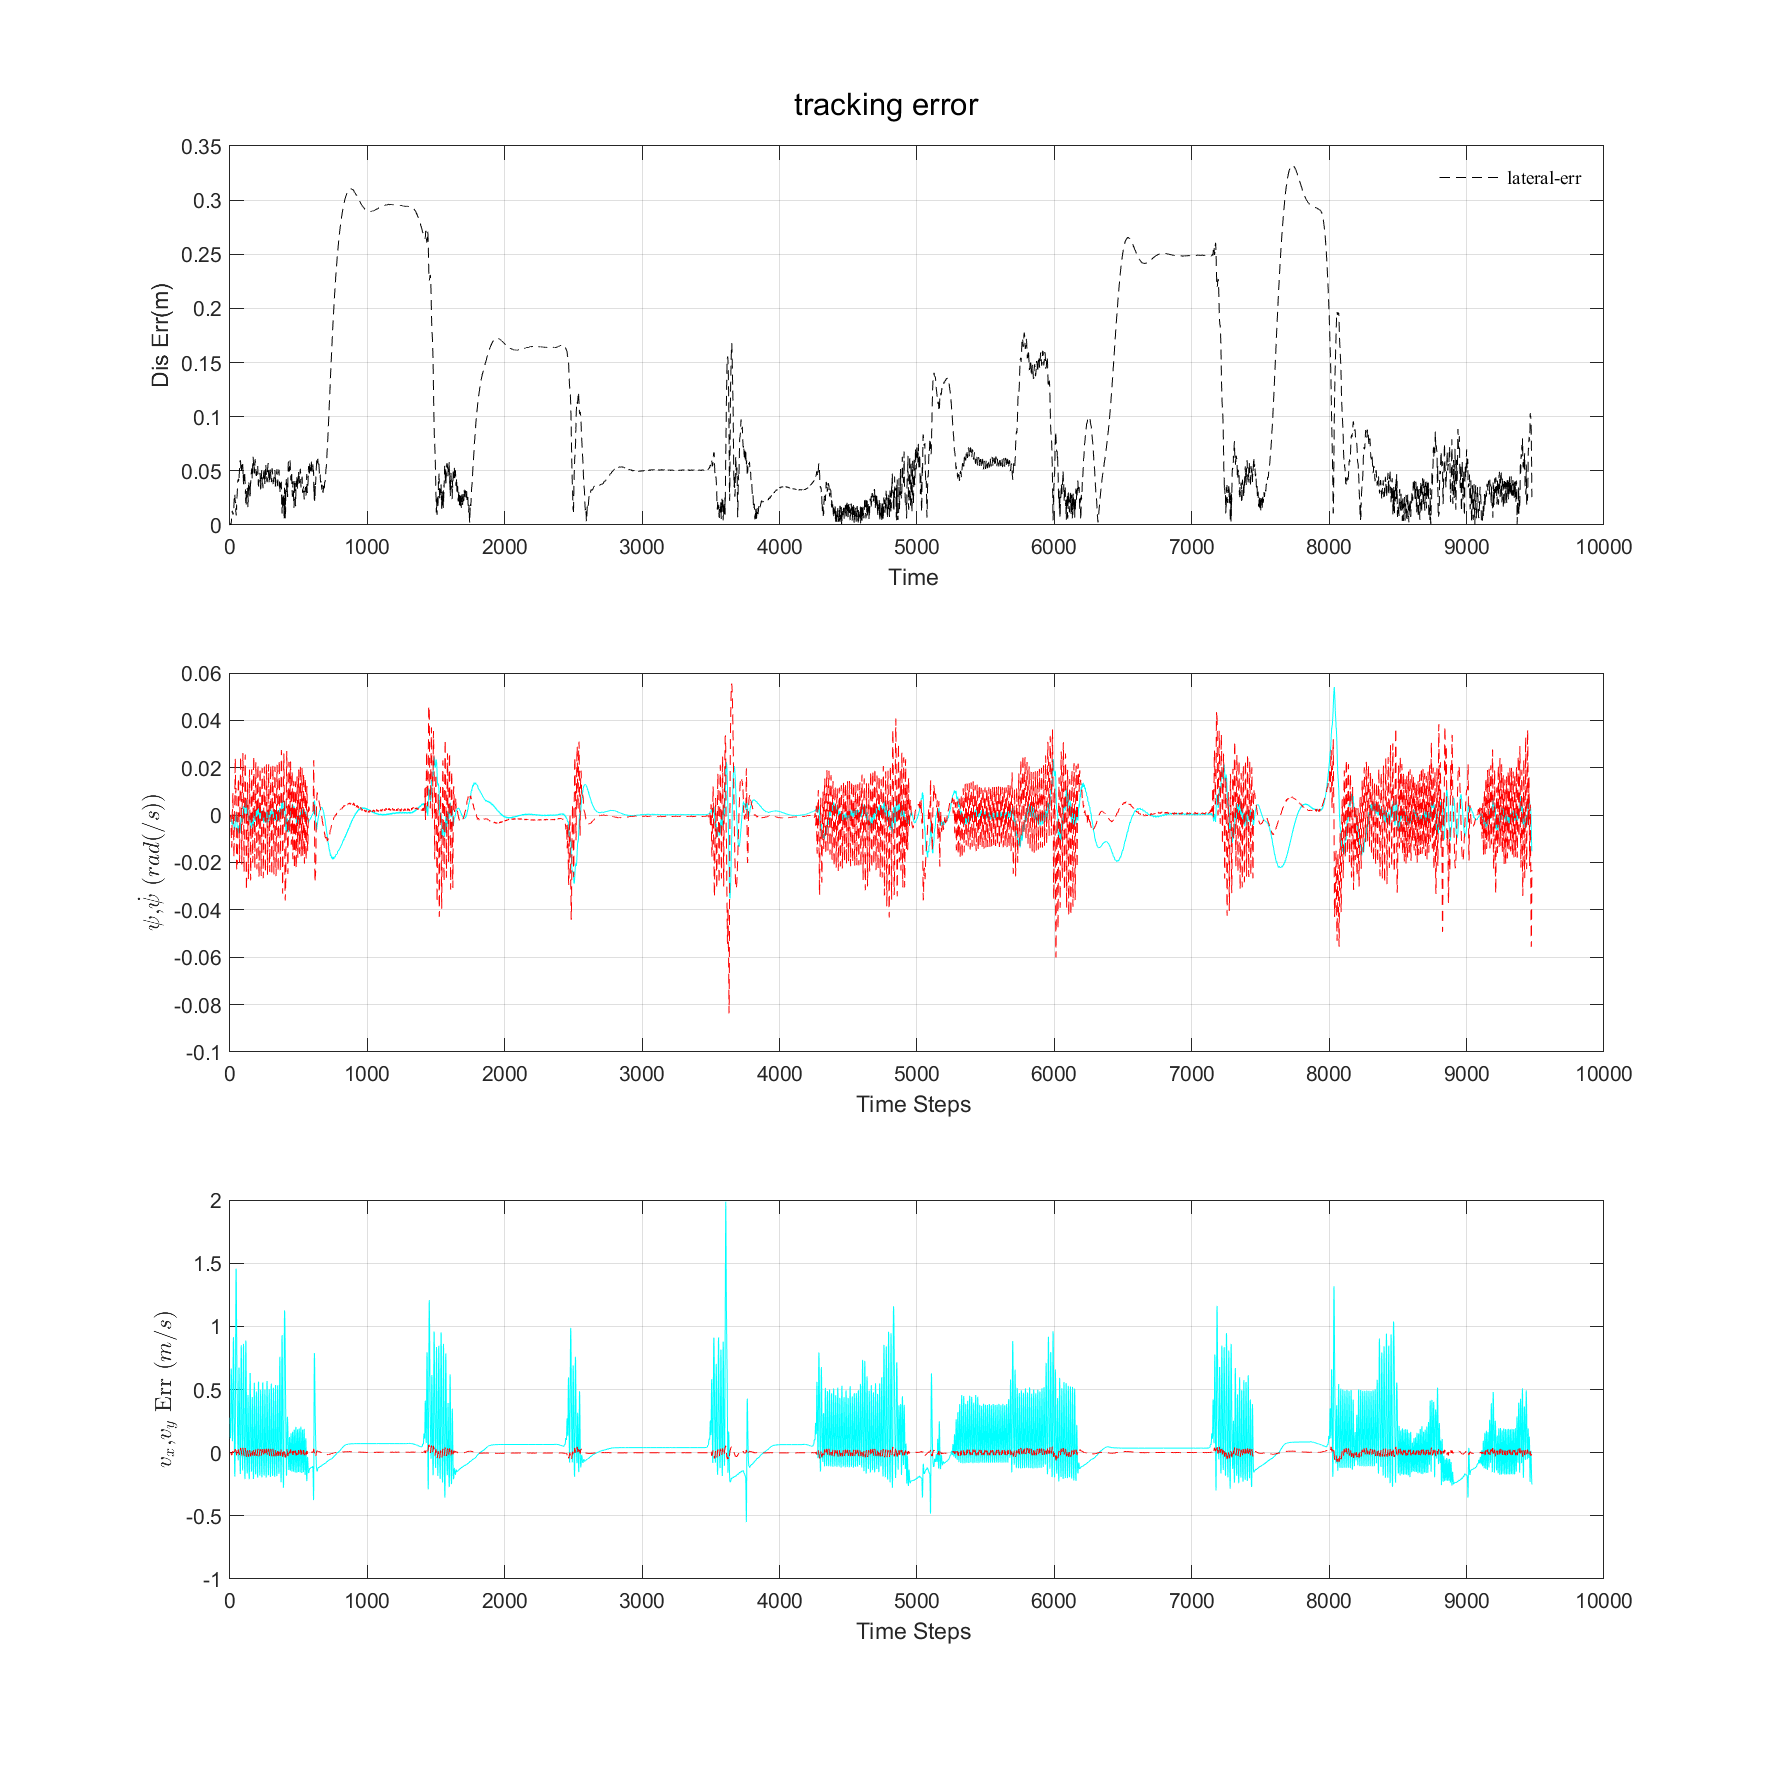 tracking error
0.35
0.3
0.25
0.2
0.15
0.1
0.05
0
Dis Err(m)
lateral-err
0 1000 2000 3000 4000 5000 6000 7000 8000 9000 10000
Time
0.06
0.04
0.02
0
-0.02
-0.04
-0.06
-0.08
-0.1
ψ,ψ̇ (rad(/s))
0 1000 2000 3000 4000 5000 6000 7000 8000 9000 10000
Time Steps
2
1.5
1
0.5
0
-0.5
-1
vₓ,v_y Err (m/s)
0 1000 2000 3000 4000 5000 6000 7000 8000 9000 10000
Time Steps